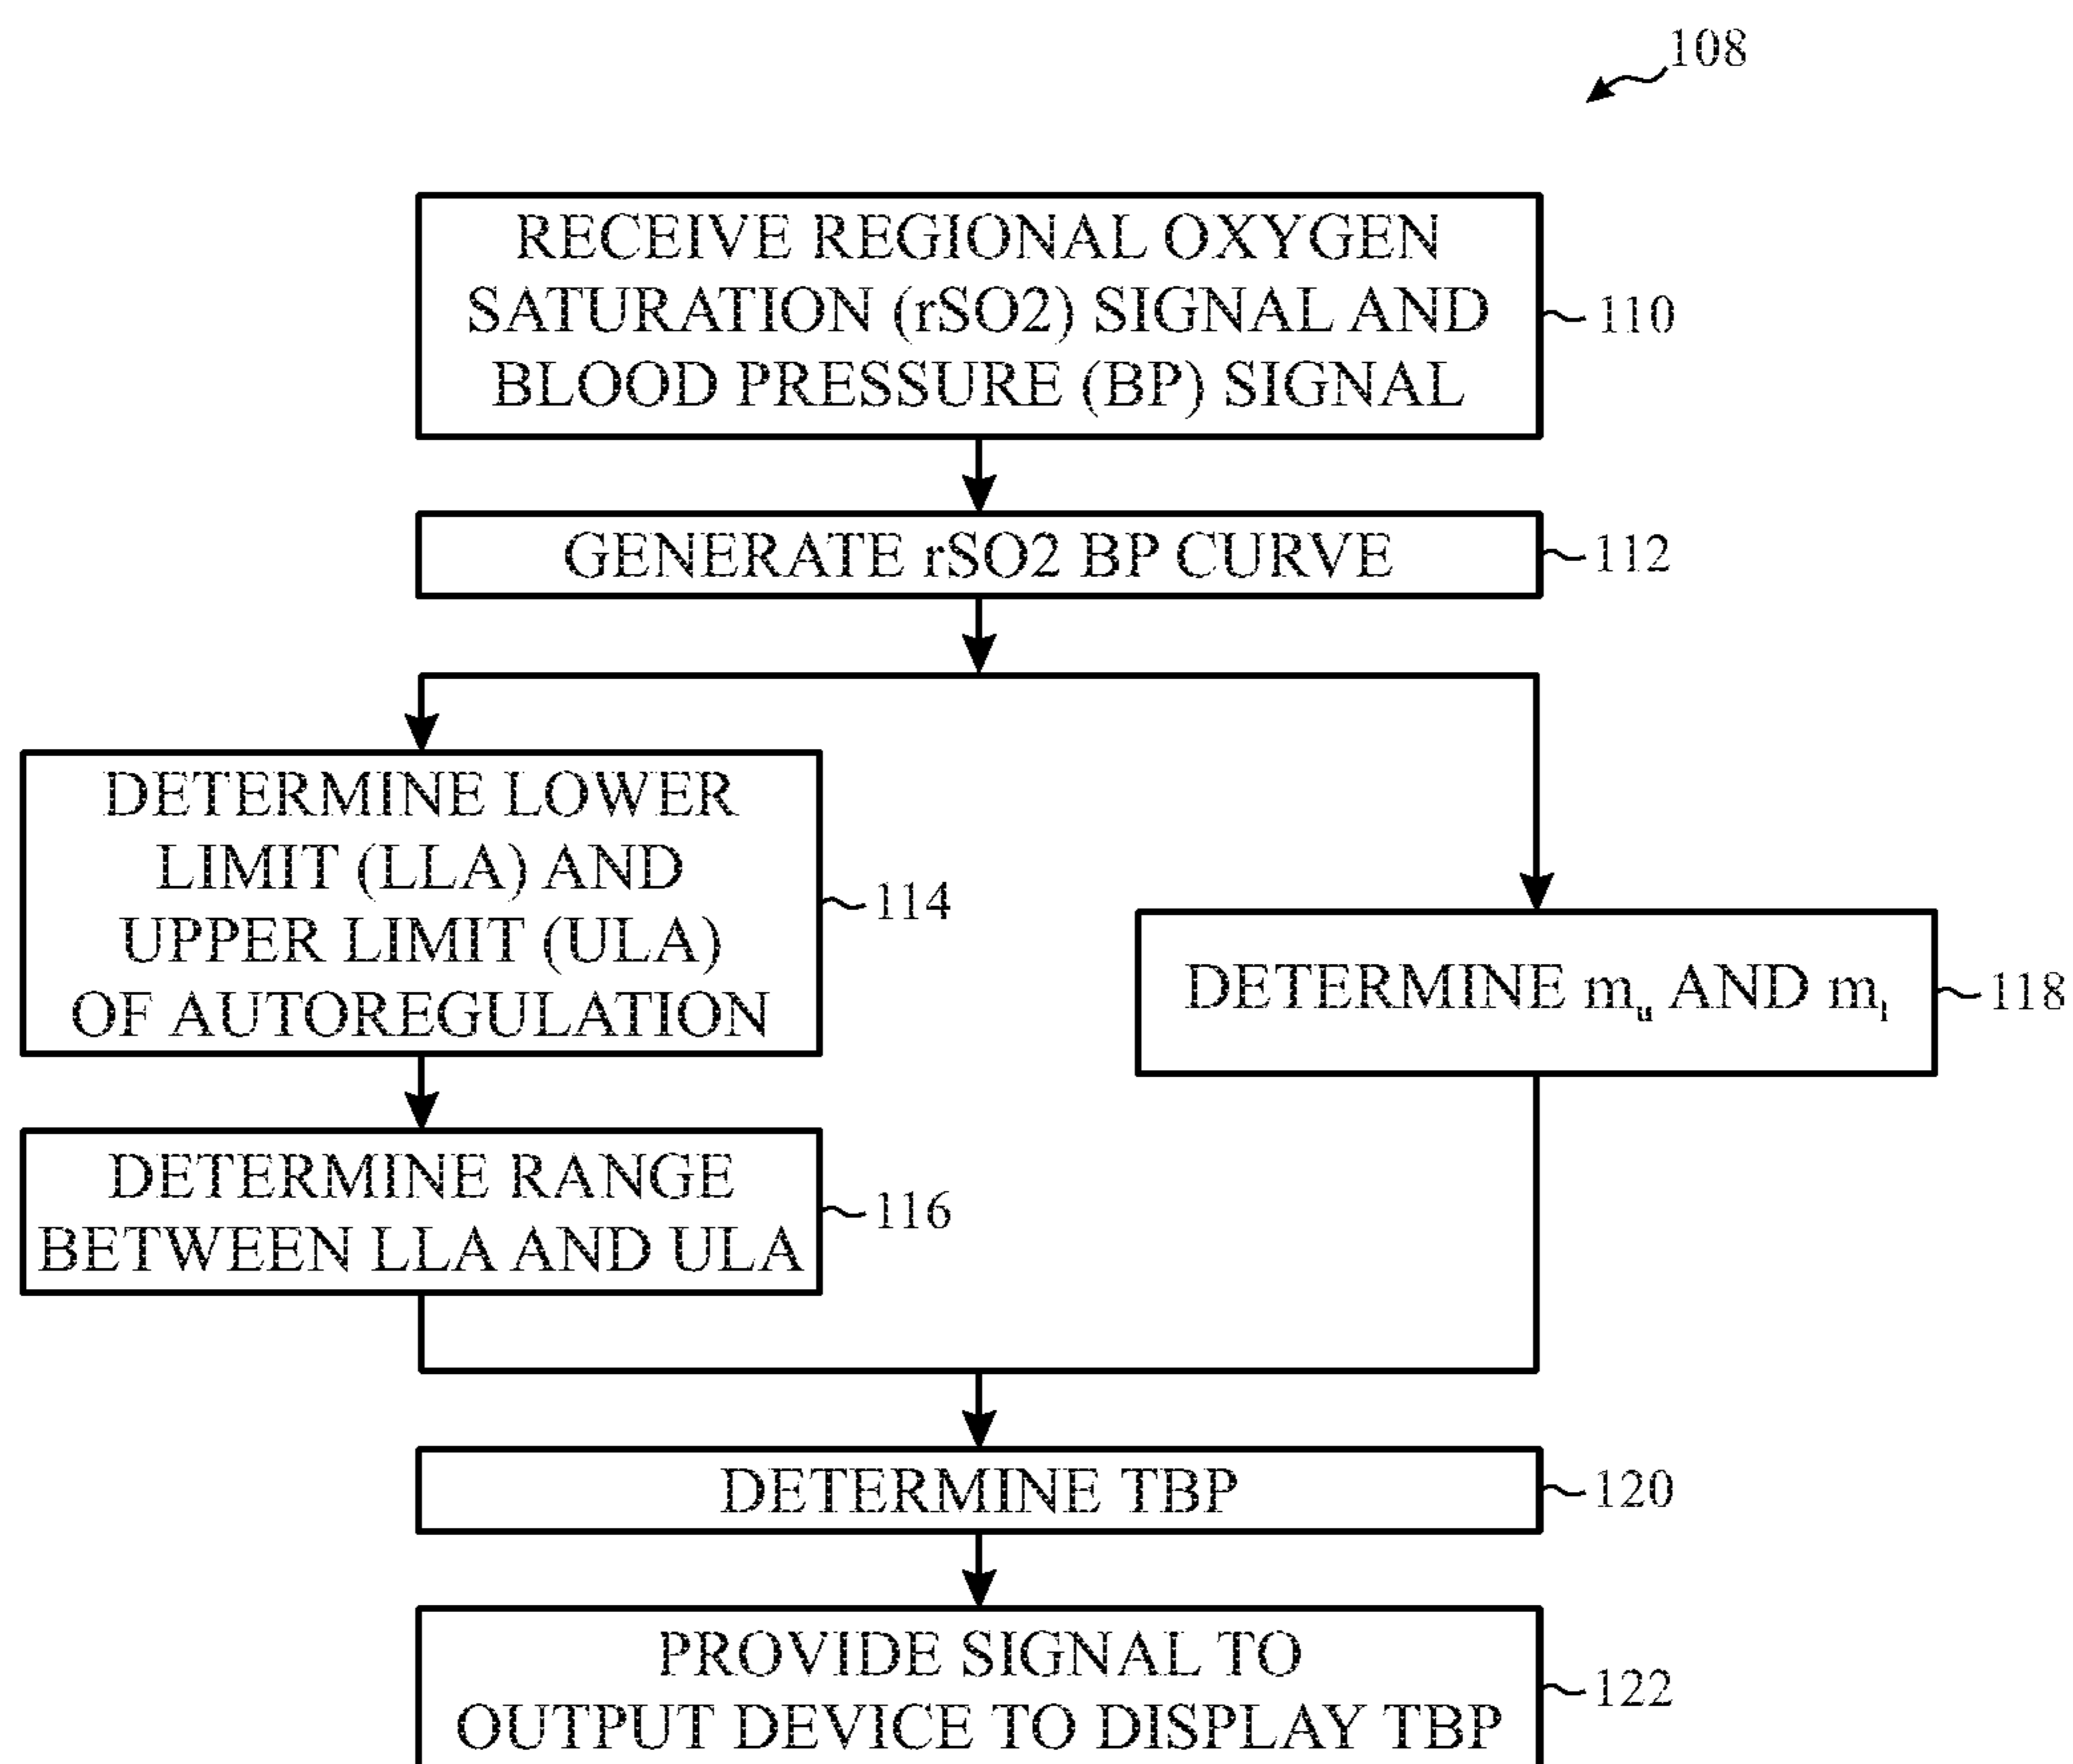 108
RECEIVE REGIONAL OXYGEN
SATURATION (rSO2) SIGNAL AND
BLOOD PRESSURE (BP) SIGNAL
110
GENERATE rSO2 BP CURVE
112
DETERMINE LOWER
LIMIT (LLA) AND
UPPER LIMIT (ULA)
OF AUTOREGULATION
114
DETERMINE mu AND ml
118
DETERMINE RANGE
BETWEEN LLA AND ULA
116
DETERMINE TBP
120
PROVIDE SIGNAL TO
OUTPUT DEVICE TO DISPLAY TBP
122